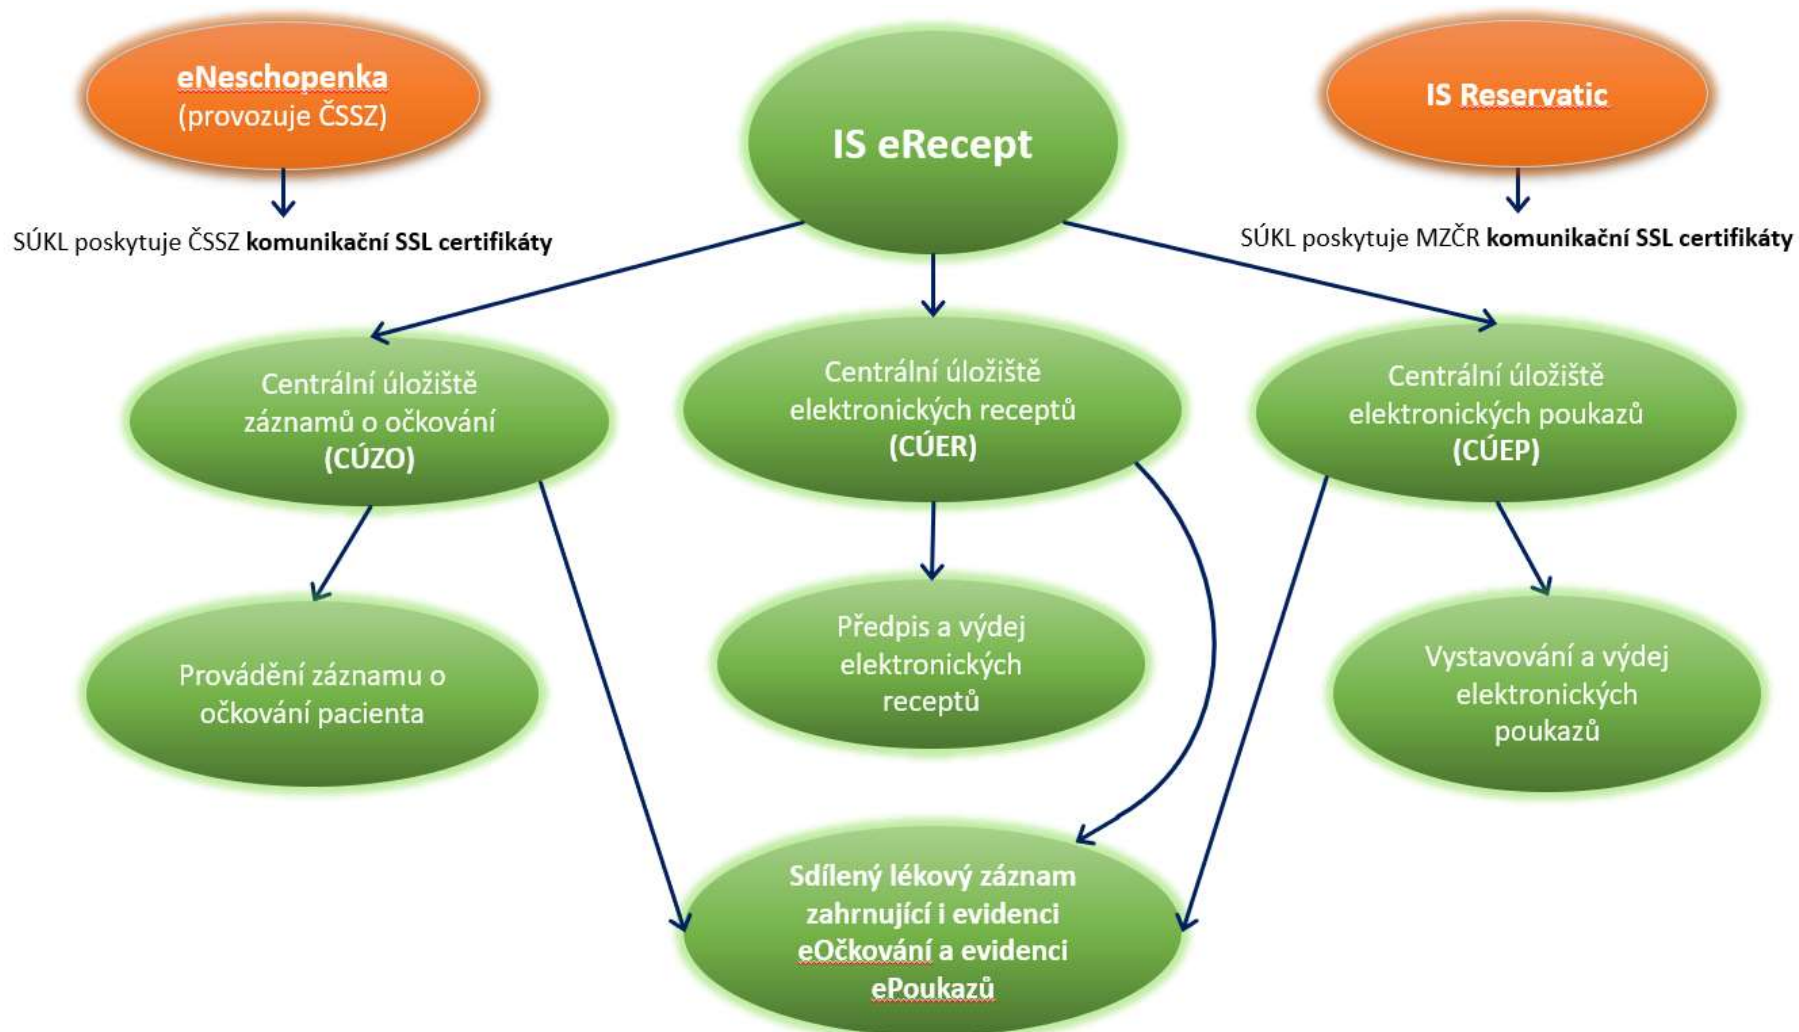 eNeschopenka
(provozuje ČSSZ)
IS eRecept
IS Reservatic
SÚKL poskytuje ČSSZ komunikační SSL certifikáty
SÚKL poskytuje MZČR komunikační SSL certifikáty
Centrální úložiště
záznamů o očkování
(CÚZO)
Centrální úložiště
elektronických receptů
(CÚER)
Centrální úložiště
elektronických poukazů
(CÚEP)
Provádění záznamu o
očkování pacienta
Předpis a výdej
elektronických
receptů
Vystavování a výdej
elektronických
poukazů
Sdílený lékový záznam
zahrnující i evidenci
eOčkování a evidenci
ePoukazů